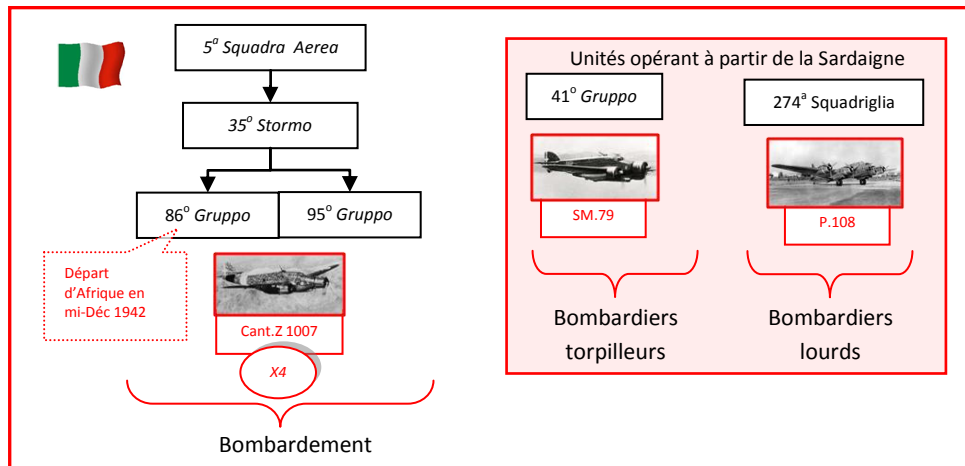 5ª Squadra Aerea
35º Stormo
86º Gruppo
95º Gruppo
Départ
d’Afrique en
mi-Déc 1942
Cant.Z 1007
X4
Bombardement
Unités opérant à partir de la Sardaigne
41º Gruppo
274ª Squadriglia
SM.79
P.108
Bombardiers
torpilleurs
Bombardiers
lourds